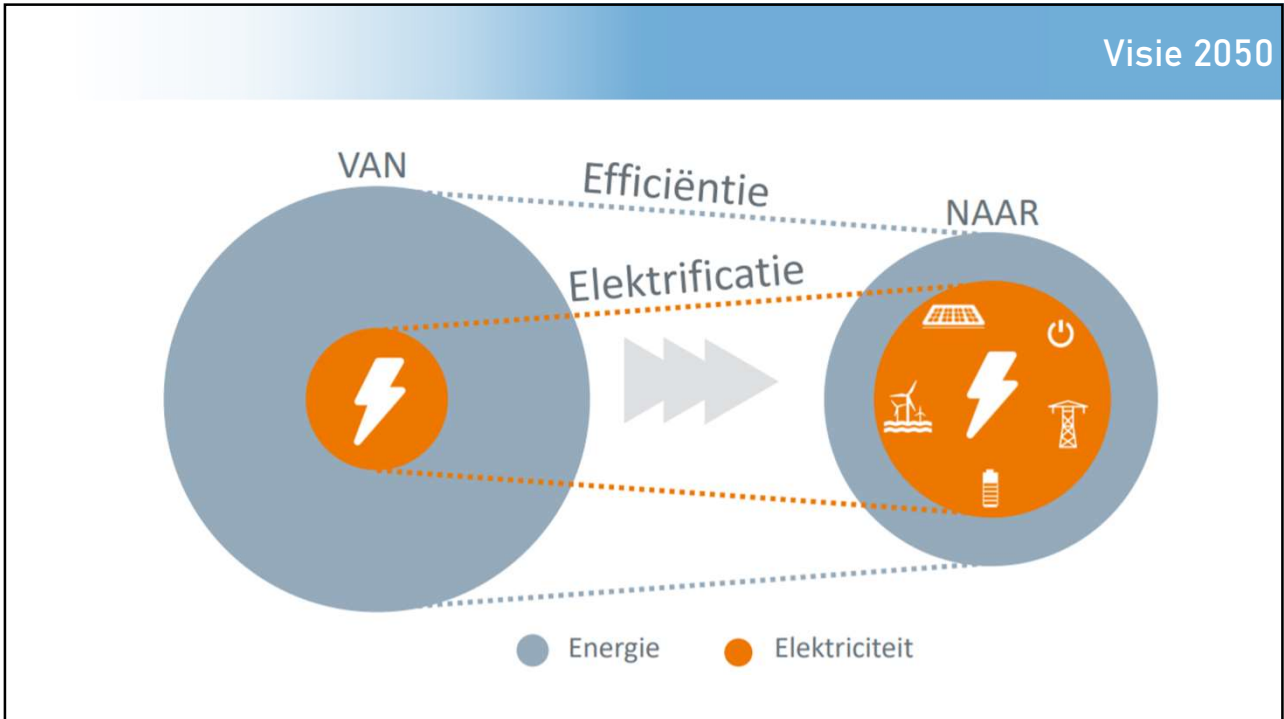 Visie 2050
VAN
Efficiëntie
NAAR
Elektrificatie
Energie
Elektriciteit